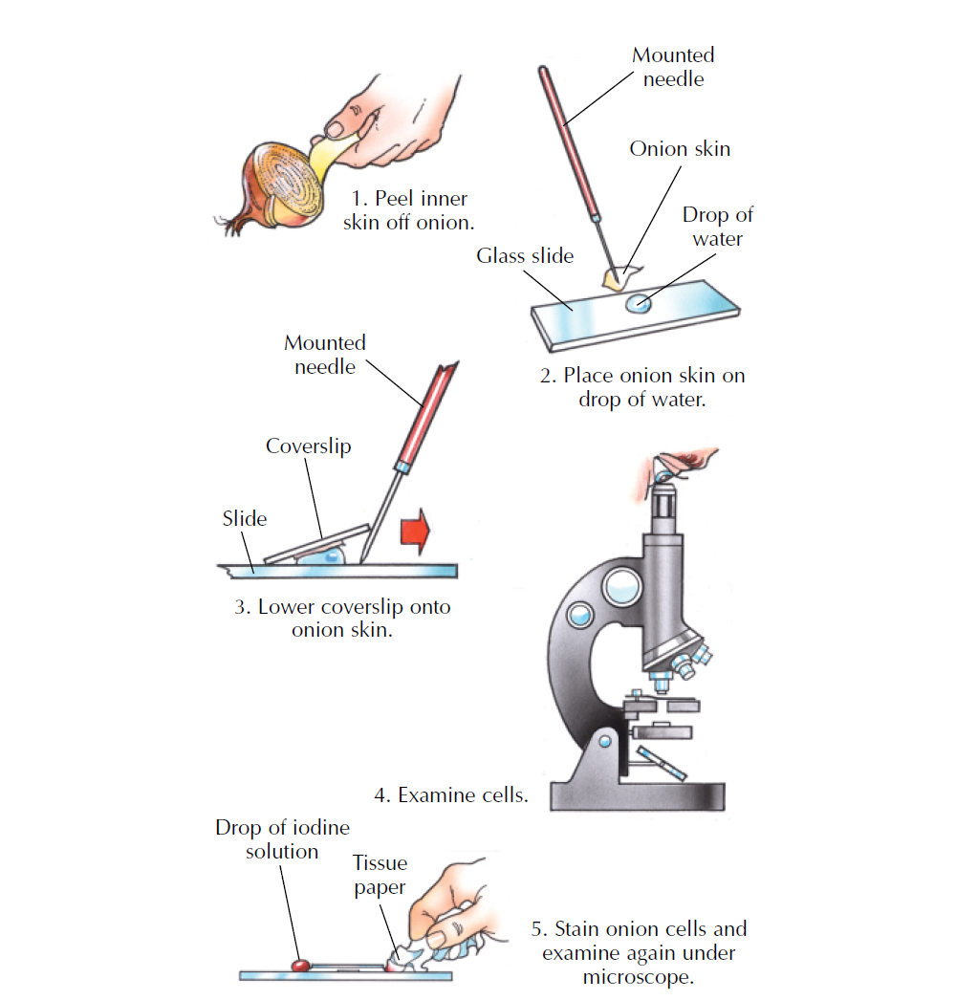 1. Peel inner
skin off onion.
Mounted
needle
Onion skin
Drop of
water
Glass slide
2. Place onion skin on
drop of water.
Mounted
needle
Coverslip
Slide
3. Lower coverslip onto
onion skin.
4. Examine cells.
Drop of iodine
solution
Tissue
paper
5. Stain onion cells and
examine again under
microscope.